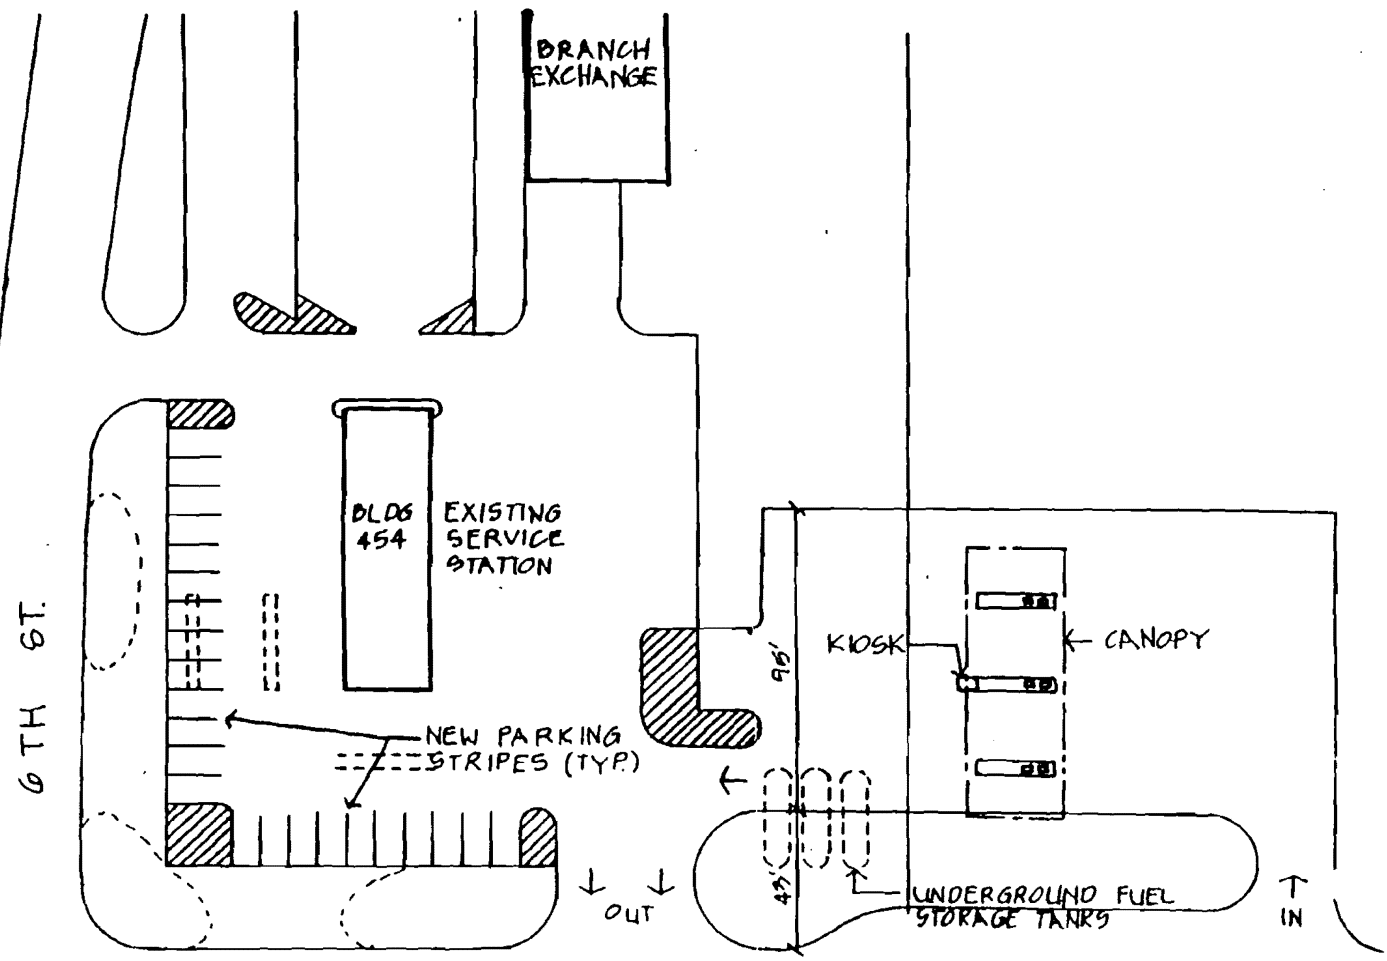 BRANCH
EXCHANGE
BLDG
454
EXISTING
SERVICE
STATION
6TH ST.
KIOSK
CANOPY
95'
NEW PARKING
STRIPES (TYP.)
43'
OUT
UNDERGROUND FUEL
STORAGE TANKS
IN